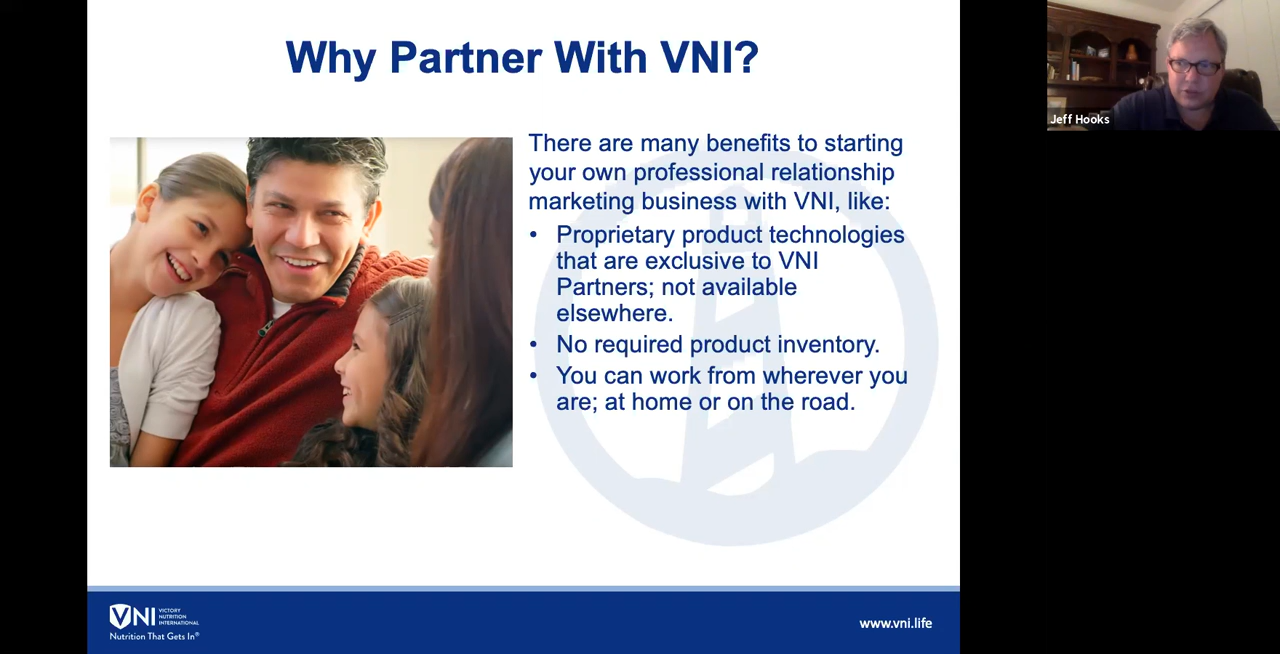 Why Partner With VNI?
Jeff Hooks
There are many benefits to starting
your own professional relationship
marketing business with VNI, like:
• Proprietary product technologies
that are exclusive to VNI
Partners; not available
elsewhere.
• No required product inventory.
• You can work from wherever you
are; at home or on the road.
VNI
VICTORY
NUTRITION
INTERNATIONAL
Nutrition That Gets In®
www.vni.life